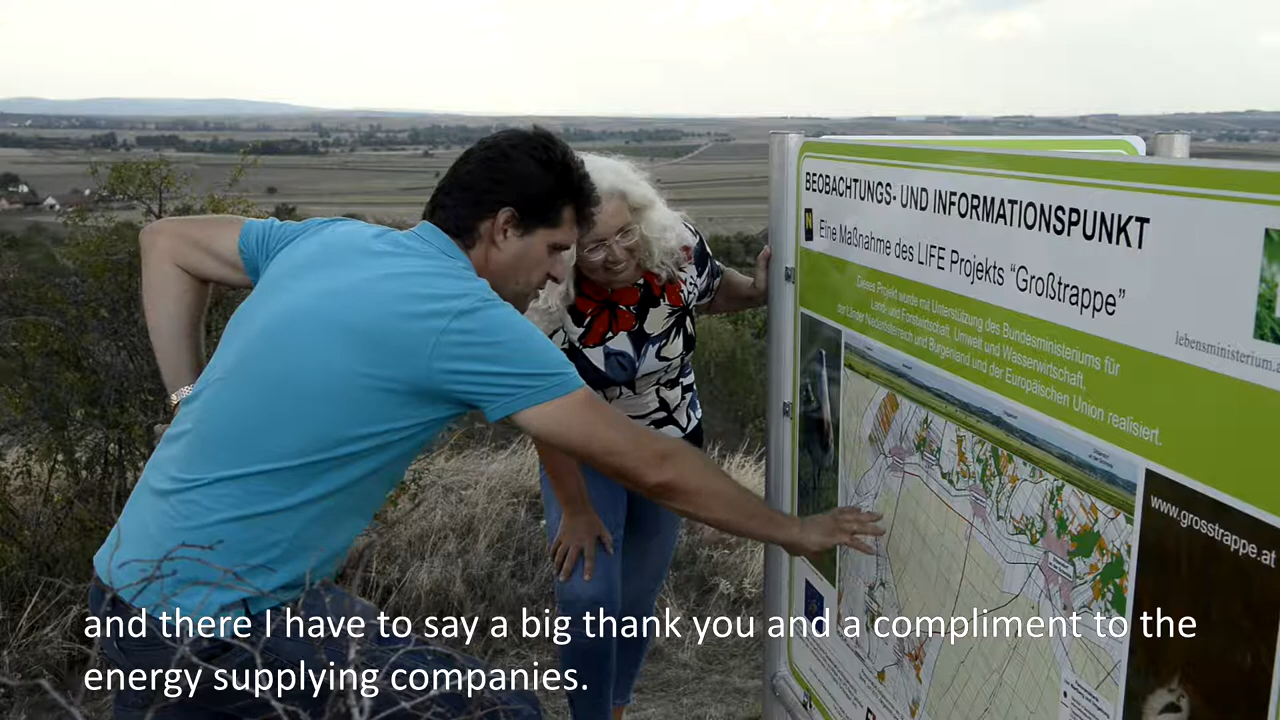 BEOBACHTUNGS- UND INFORMATIONSPUNKT
Eine Maßnahme des LIFE Projekts “Großtrappe”
Dieses Projekt wurde mit Unterstützung des Bundesministeriums für
Land- und Forstwirtschaft, Umwelt und Wasserwirtschaft,
der Länder Niederösterreich und Burgenland und der Europäischen Union realisiert.
lebensministerium.a
www.grosstrappe.at
and there I have to say a big thank you and a compliment to the
energy supplying companies.